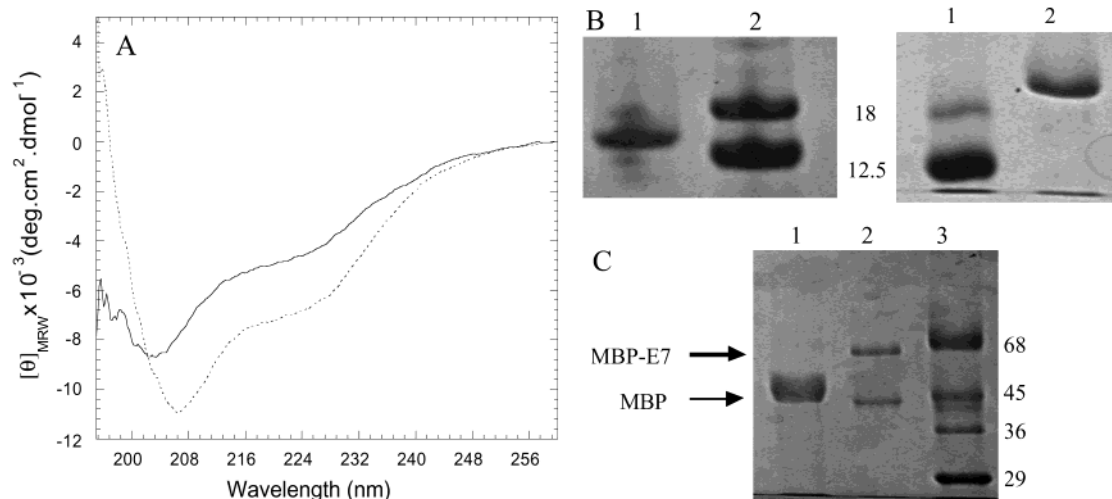 A
4
2
0
-2
-4
-6
-8
-10
-12
[θ]MRW x10-3 (deg.cm2.dmol-1)
200 208 216 224 232 240 248 256
Wavelength (nm)
B
1 2
1 2
18
12.5
C
1 2 3
MBP-E7
MBP
68
45
36
29